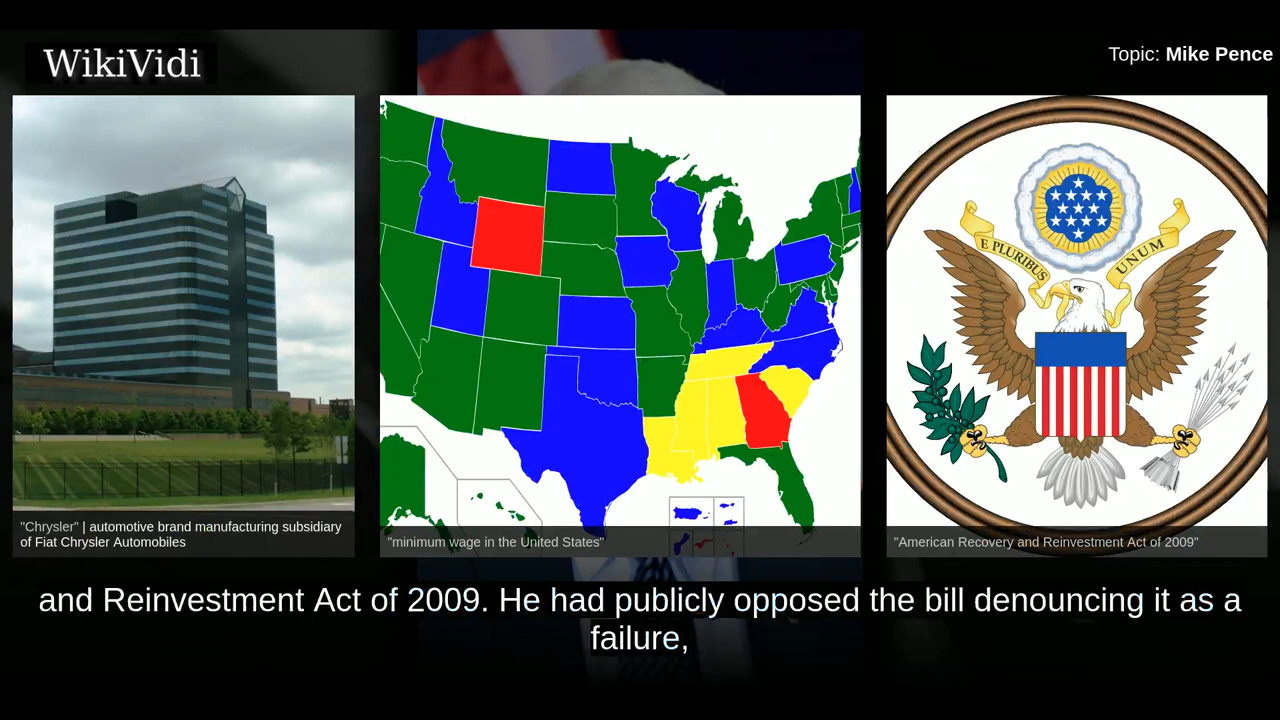 WikiVidi
Topic: Mike Pence
E PLURIBUS UNUM
"Chrysler" | automotive brand manufacturing subsidiary
of Fiat Chrysler Automobiles
"minimum wage in the United States"
"American Recovery and Reinvestment Act of 2009"
and Reinvestment Act of 2009. He had publicly opposed the bill denouncing it as a
failure,